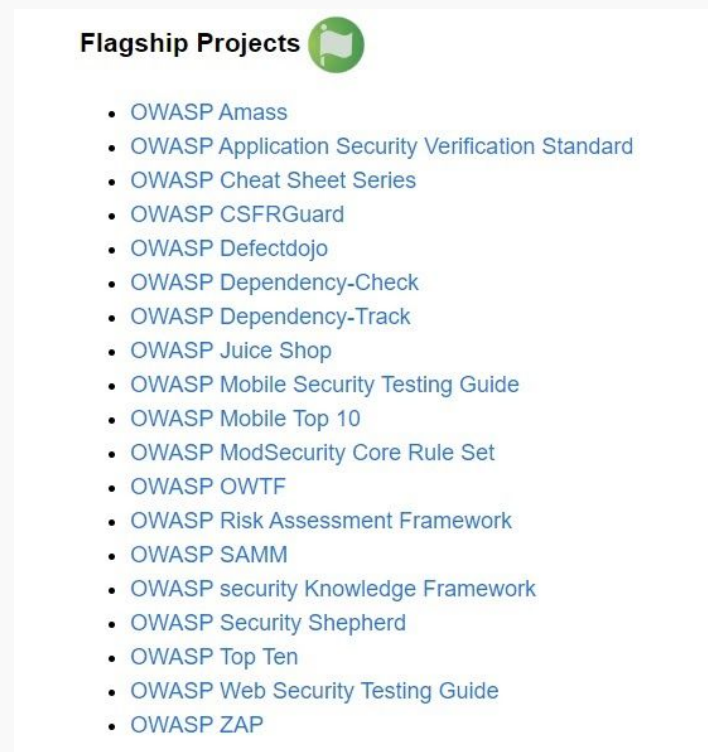 Flagship Projects
OWASP Amass
OWASP Application Security Verification Standard
OWASP Cheat Sheet Series
OWASP CSFRGuard
OWASP Defectdojo
OWASP Dependency-Check
OWASP Dependency-Track
OWASP Juice Shop
OWASP Mobile Security Testing Guide
OWASP Mobile Top 10
OWASP ModSecurity Core Rule Set
OWASP OWTF
OWASP Risk Assessment Framework
OWASP SAMM
OWASP security Knowledge Framework
OWASP Security Shepherd
OWASP Top Ten
OWASP Web Security Testing Guide
OWASP ZAP